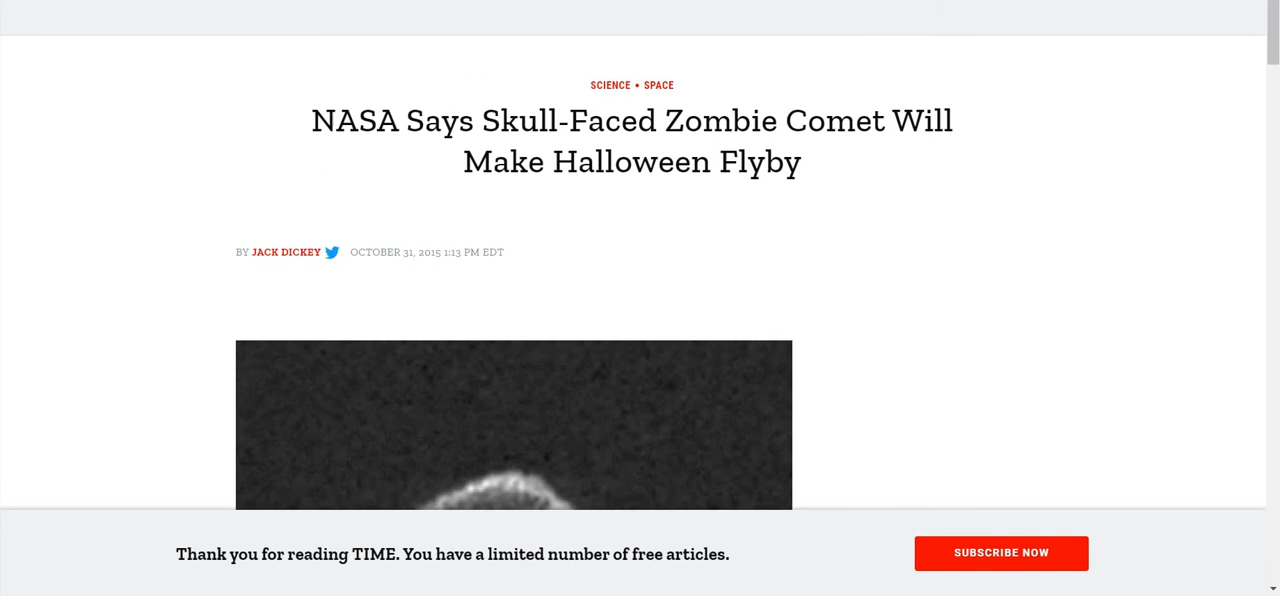 SCIENCE • SPACE
NASA Says Skull-Faced Zombie Comet Will
Make Halloween Flyby
BY JACK DICKEY OCTOBER 31, 2015 1:13 PM EDT
Thank you for reading TIME. You have a limited number of free articles.
SUBSCRIBE NOW